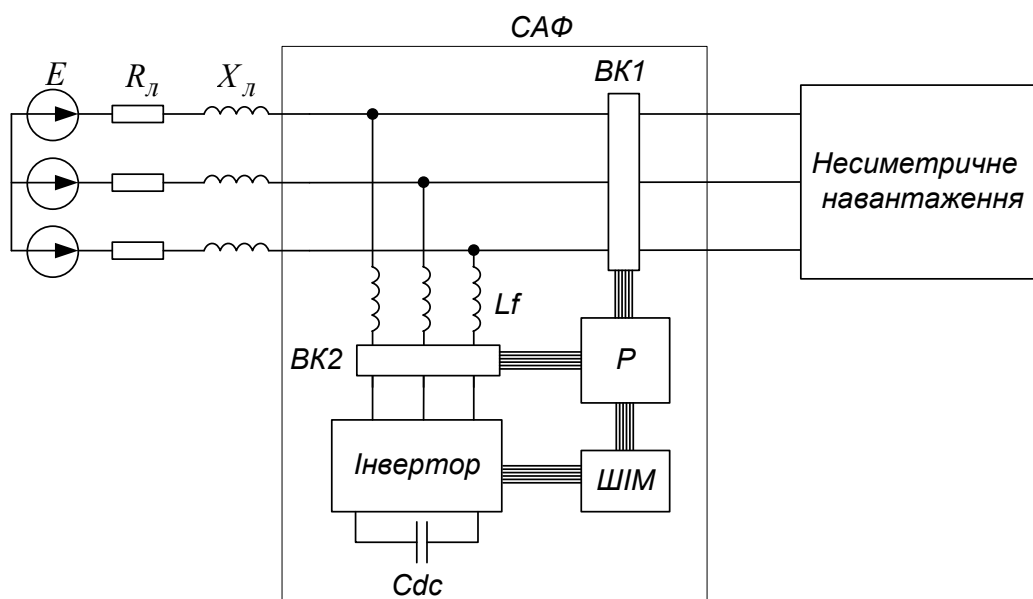 САФ
E
Rл
Xл
ВК1
Несиметричне
навантаження
Lf
ВК2
Р
Інвертор
ШІМ
Cdc